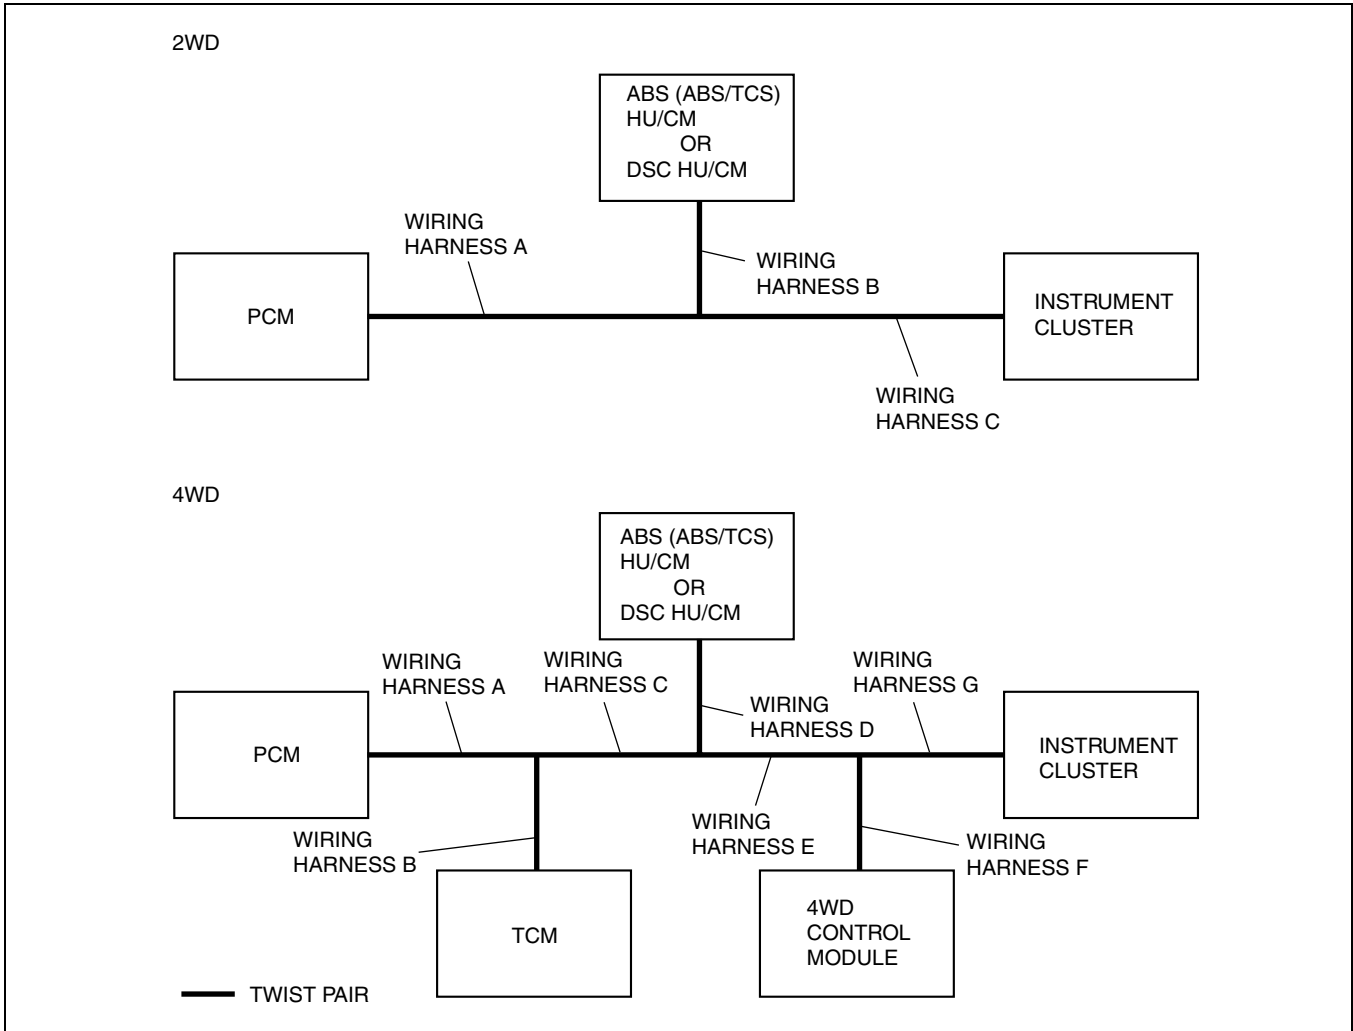 2WD
ABS (ABS/TCS)
HU/CM
OR
DSC HU/CM
WIRING
HARNESS A
WIRING
HARNESS B
PCM
INSTRUMENT
CLUSTER
WIRING
HARNESS C
4WD
ABS (ABS/TCS)
HU/CM
OR
DSC HU/CM
WIRING
HARNESS A
WIRING
HARNESS C
WIRING
HARNESS G
WIRING
HARNESS D
PCM
INSTRUMENT
CLUSTER
WIRING
HARNESS B
WIRING
HARNESS E
WIRING
HARNESS F
TCM
4WD
CONTROL
MODULE
TWIST PAIR